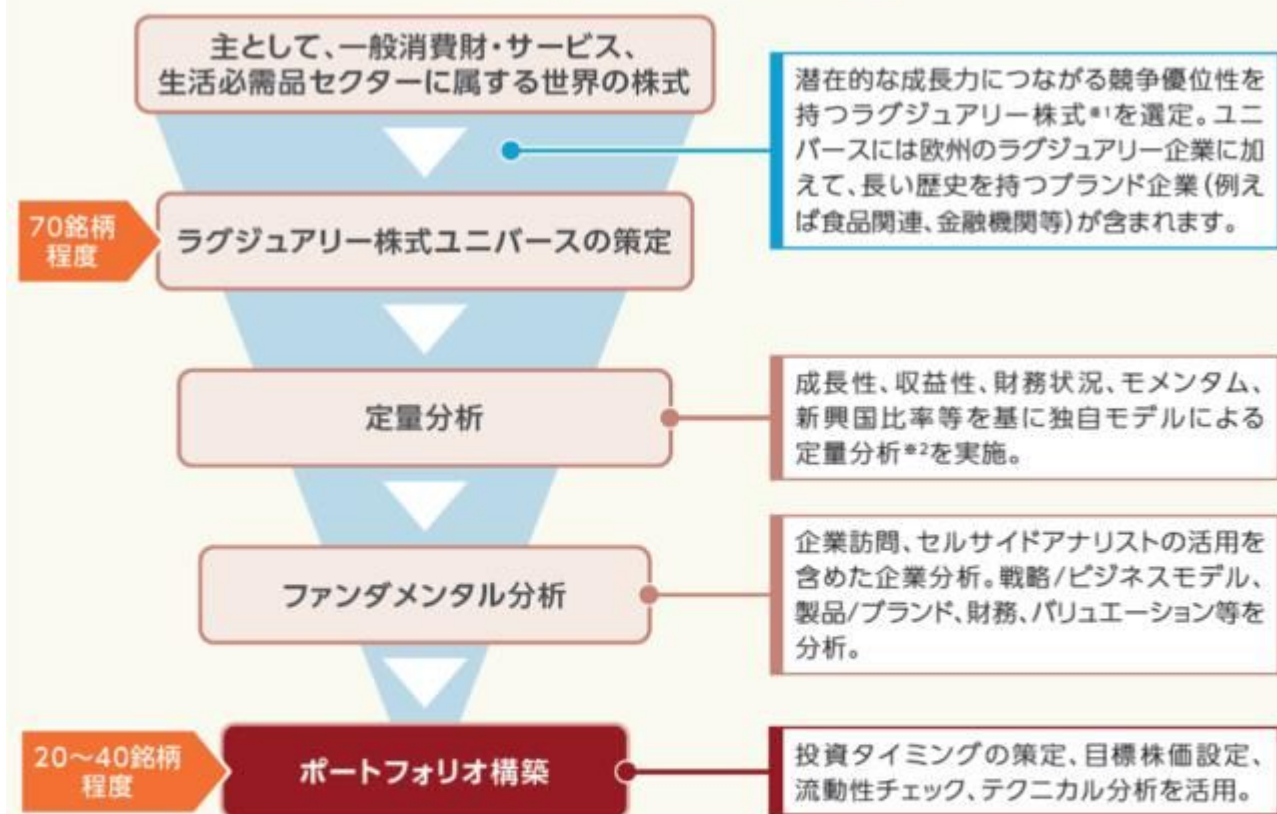 主として、一般消費財・サービス、
生活必需品セクターに属する世界の株式
潜在的な成長力につながる競争優位性を
持つラグジュアリー株式※1を選定。ユニ
バースには欧州のラグジュアリー企業に加
えて、長い歴史を持つブランド企業(例え
ば食品関連、金融機関等)が含まれます。
70銘柄
程度
ラグジュアリー株式ユニバースの策定
定量分析
成長性、収益性、財務状況、モメンタム、
新興国比率等を基に独自モデルによる
定量分析※2を実施。
ファンダメンタル分析
企業訪問、セルサイドアナリストの活用を
含めた企業分析。戦略/ビジネスモデル、
製品/ブランド、財務、バリュエーション等を
分析。
20〜40銘柄
程度
ポートフォリオ構築
投資タイミングの策定、目標株価設定、
流動性チェック、テクニカル分析を活用。